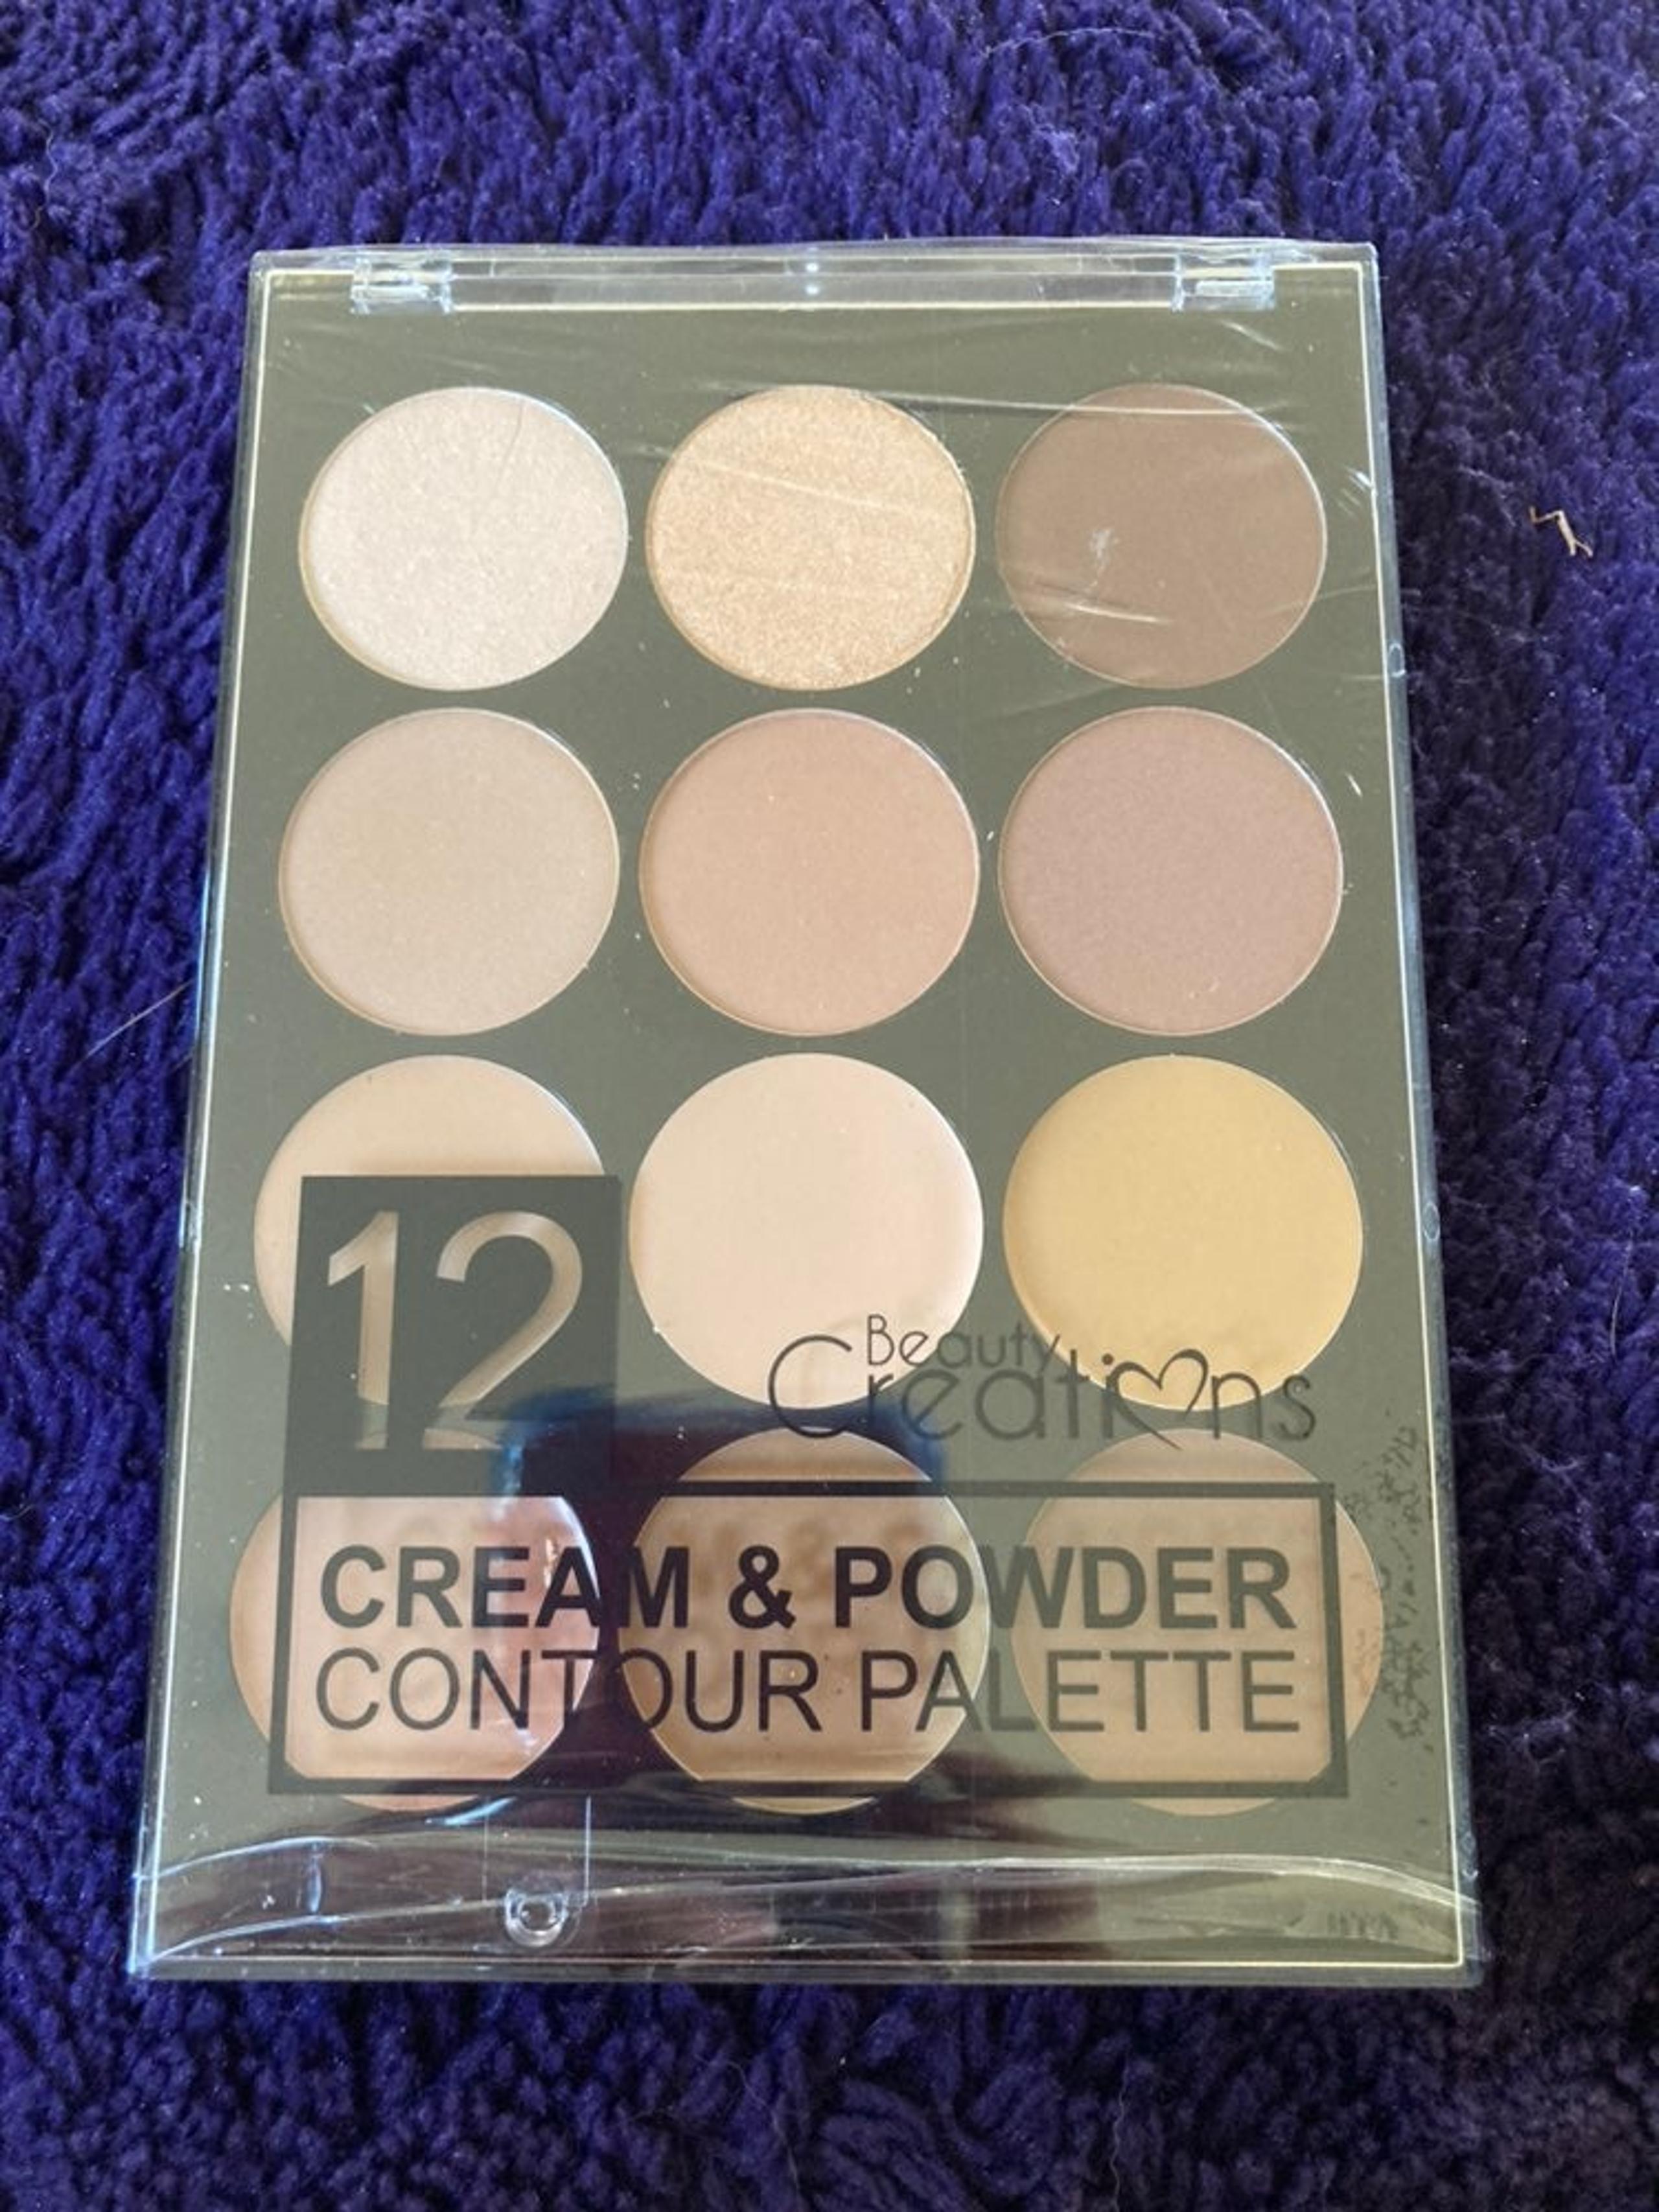 12
Beauty
Creations
CREAM & POWDER
CONTOUR PALETTE